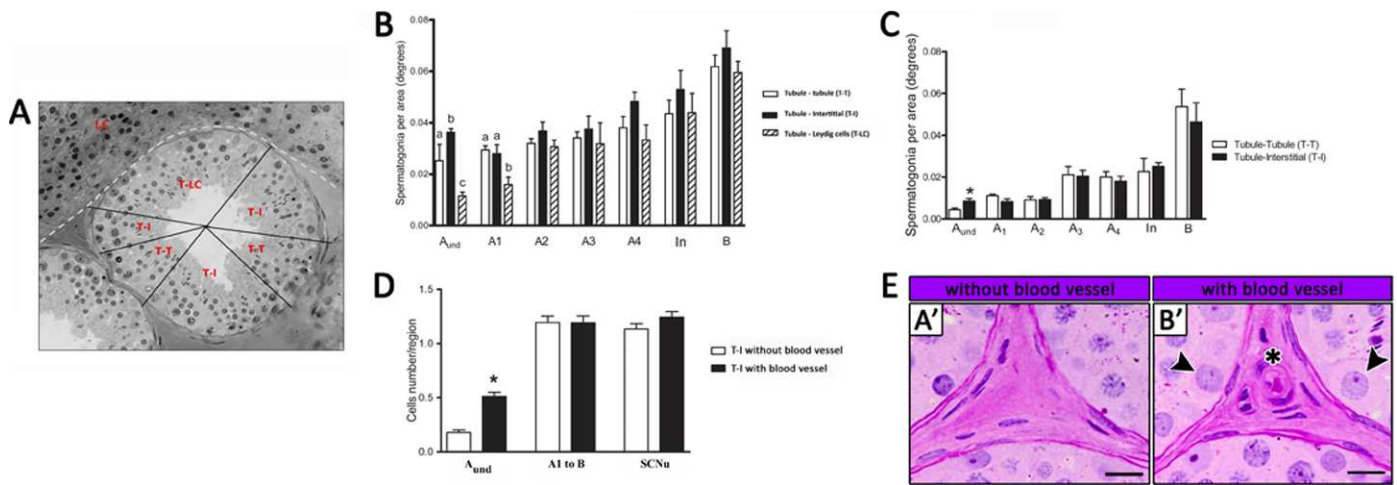 A
LC
T-LC
T-I
T-I
T-T
T-T
T-I
B
Spermatogonia per area (degrees)
0.08
0.06
0.04
0.02
0.00
a
b
c
a
a
b
Aund
A1
A2
A3
A4
In
B
Tubule - tubule (T-T)
Tubule - Intertitial (T-I)
Tubule - Leydig cells (T-LC)
C
Spermatogonia per area (degrees)
0.08
0.06
0.04
0.02
0.00
*
Aund
A1
A2
A3
A4
In
B
Tubule-Tubule (T-T)
Tubule-Interstitial (T-I)
D
Cells number/region
1.5
1.0
0.5
0.0
*
Aund
A1 to B
SCNu
T-I without blood vessel
T-I with blood vessel
E
without blood vessel
with blood vessel
A’
B’
*